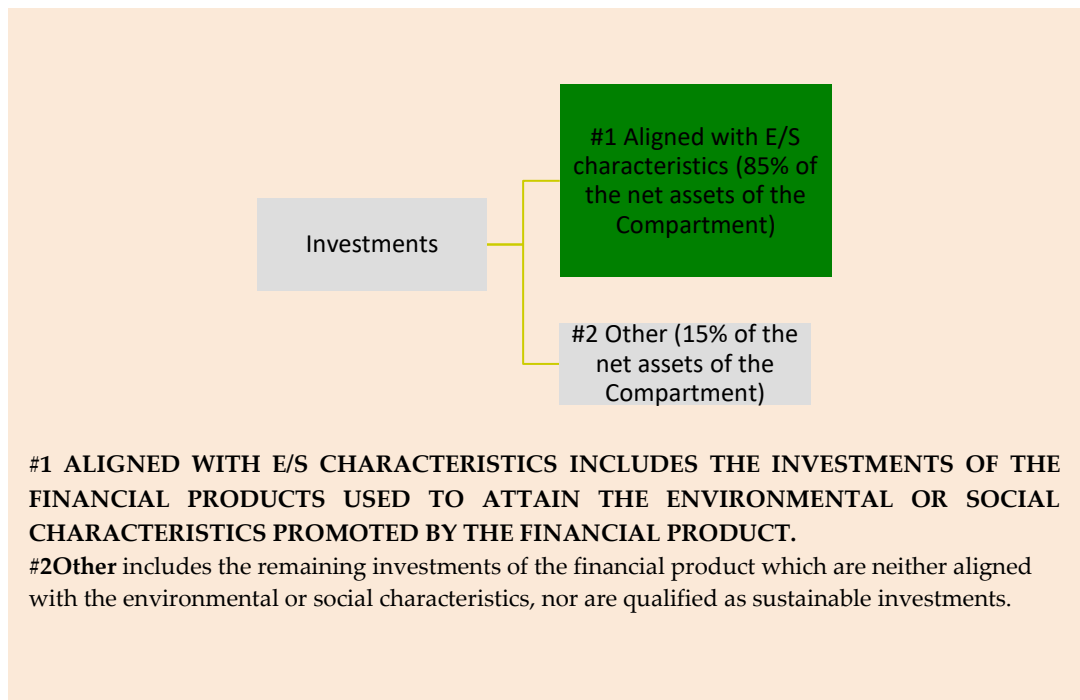 #1 Aligned with E/S
characteristics (85% of
the net assets of the
Compartment)
Investments
#2 Other (15% of the
net assets of the
Compartment)
#1 ALIGNED WITH E/S CHARACTERISTICS INCLUDES THE INVESTMENTS OF THE
FINANCIAL PRODUCTS USED TO ATTAIN THE ENVIRONMENTAL OR SOCIAL
CHARACTERISTICS PROMOTED BY THE FINANCIAL PRODUCT.
#2Other includes the remaining investments of the financial product which are neither aligned
with the environmental or social characteristics, nor are qualified as sustainable investments.